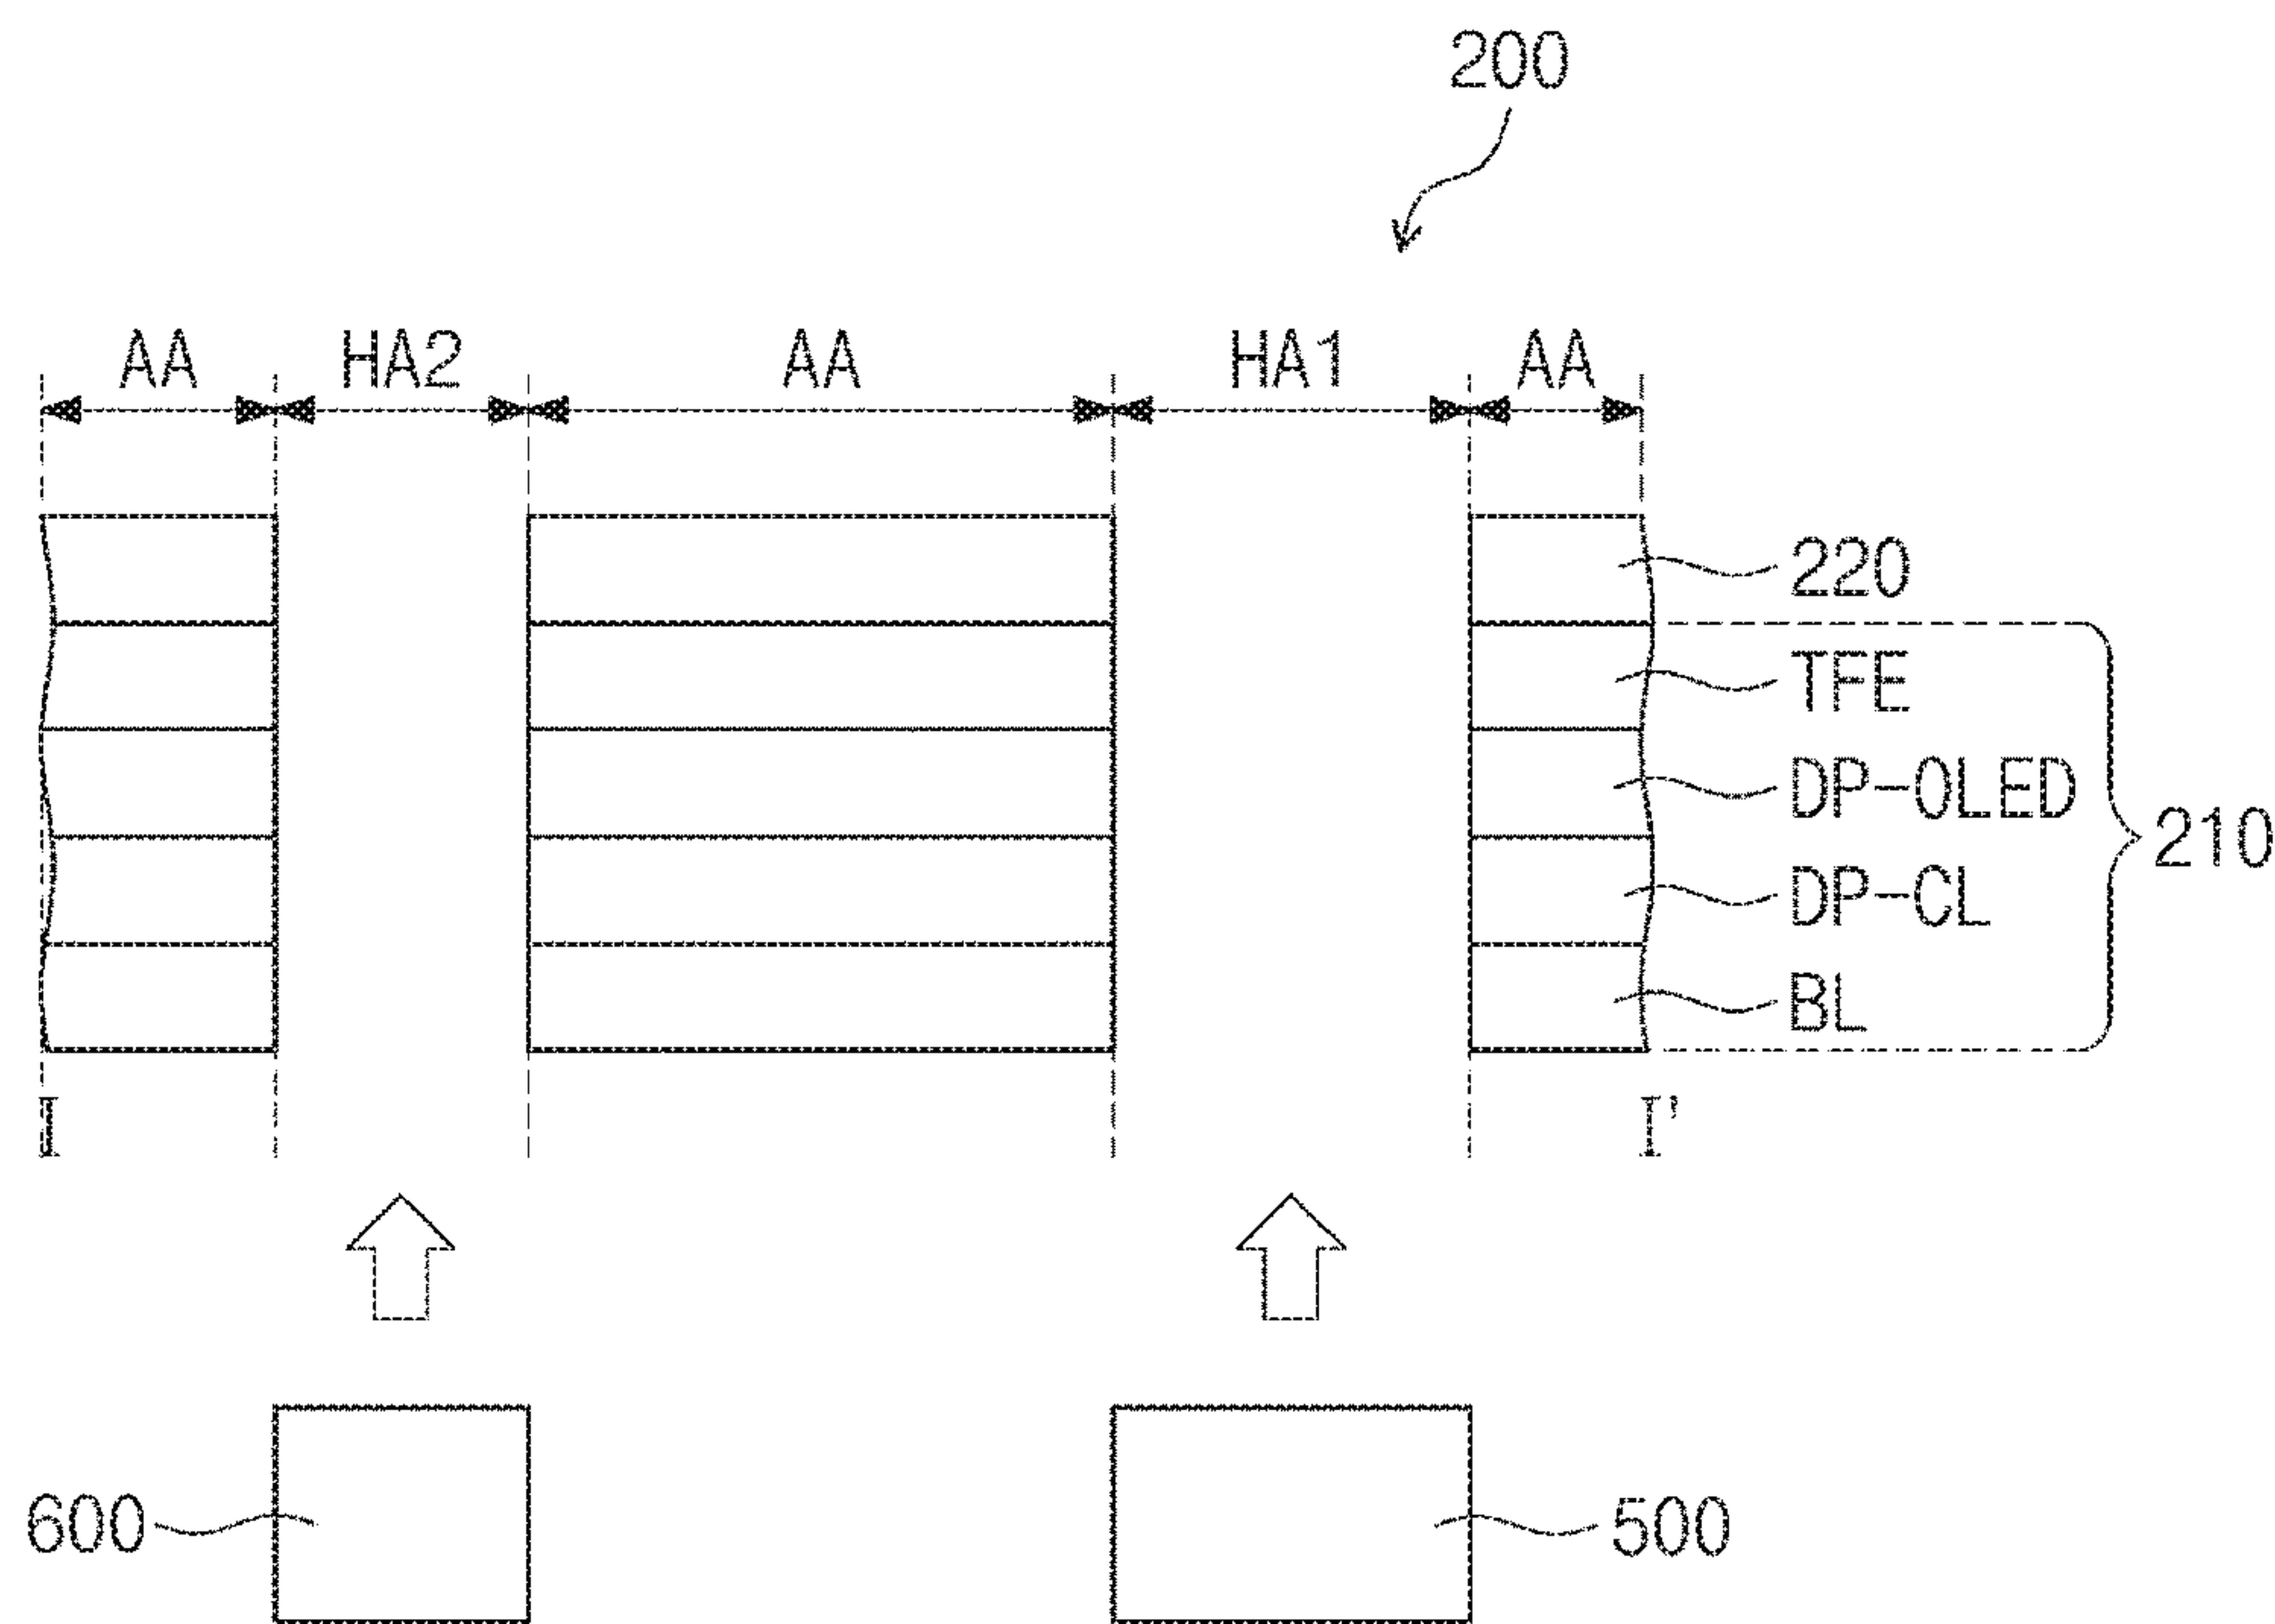 200
AA HA2 AA HA1 AA
220
TFE
DP-OLED
210
DP-CL
BL
I I'
600 500